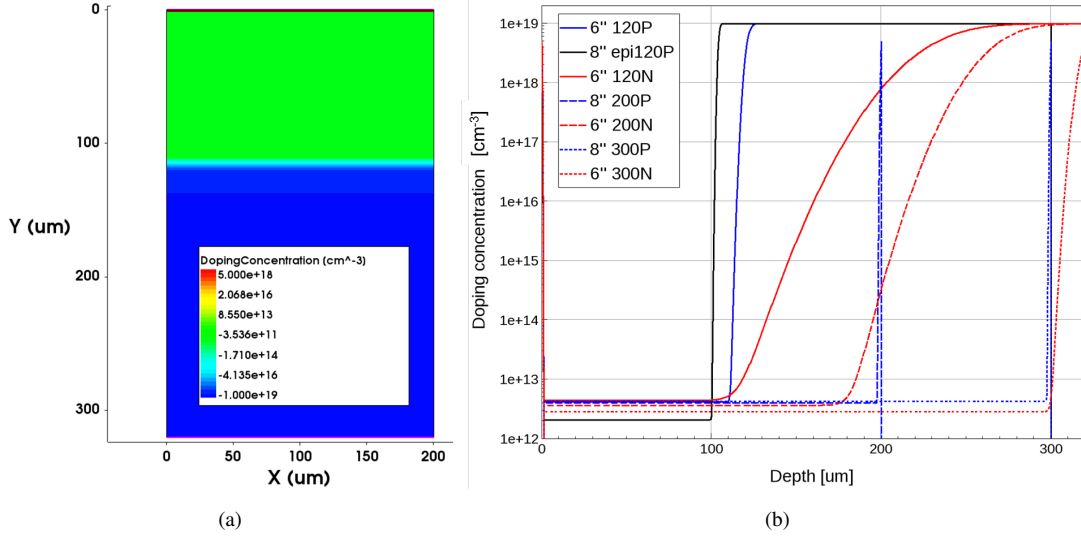 0
100
200
300
Y (um)
0
50
100
150
200
X (um)
DopingConcentration (cm^-3)
5.000e+18
2.068e+16
8.550e+13
-3.536e+11
-1.710e+14
-4.135e+16
-1.000e+19
(a)
1e+19
1e+18
1e+17
1e+16
1e+15
1e+14
1e+13
1e+12
Doping concentration [cm-3]
6'' 120P
8'' epi120P
6'' 120N
8'' 200P
6'' 200N
8'' 300P
6'' 300N
0
100
200
300
Depth [um]
(b)